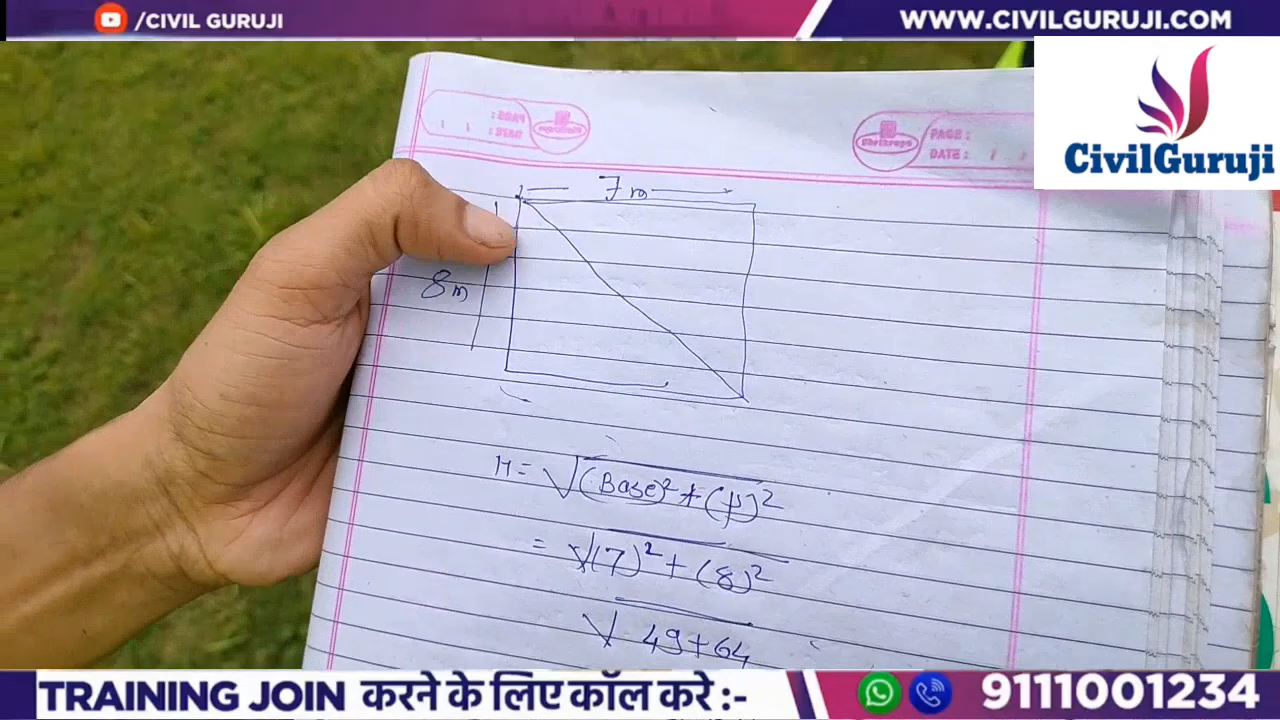 /CIVIL GURUJI
WWW.CIVILGURUJI.COM
CivilGuruji
PAGE :
DATE : / /
7m
8m
H = √(Base)² + (p)²
= √(7)² + (8)²
√ 49+64
TRAINING JOIN करने के लिए कॉल करे :-
9111001234